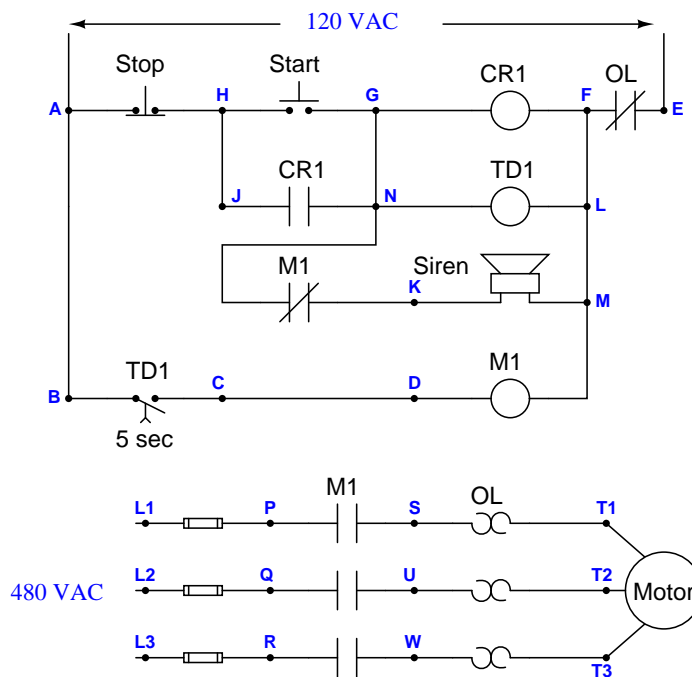 120 VAC
Stop
Start
CR1
OL
A
H
G
F
E
CR1
TD1
J
N
L
M1
Siren
K
M
TD1
M1
B
C
D
5 sec
M1
OL
L1
P
S
T1
L2
Q
U
T2
480 VAC
Motor
L3
R
W
T3